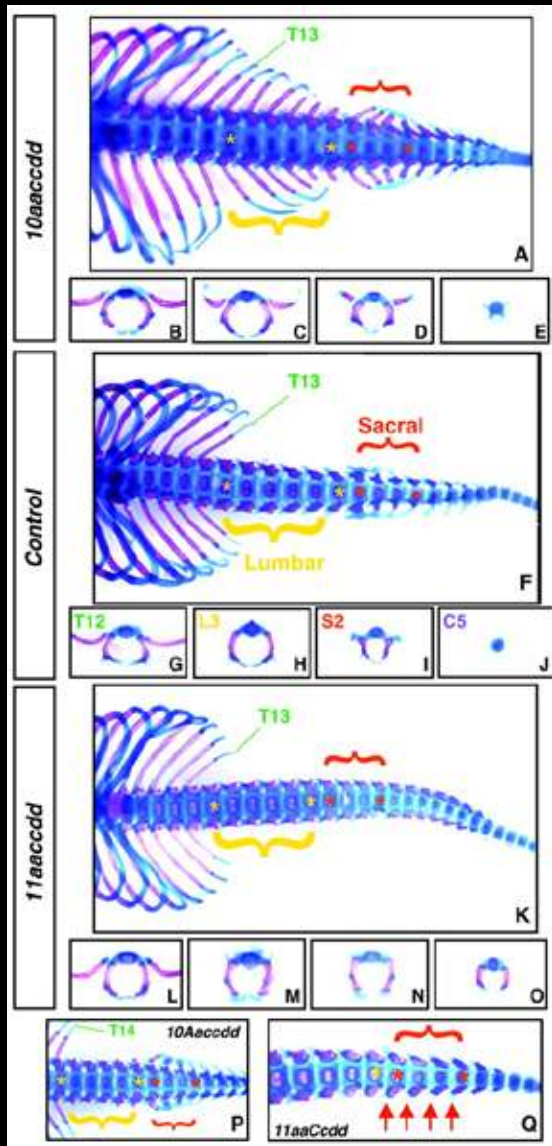 10aaccdd
T13
A
B
C
D
E
Control
T13
Sacral
Lumbar
F
T12
G
L3
H
S2
I
C5
J
11aaccdd
T13
K
L
M
N
O
T14
10Aaccdd
P
Q
11aaCcdd